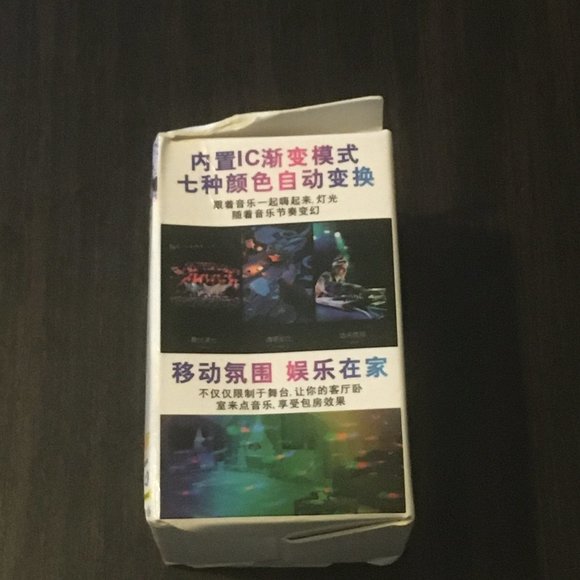 内置IC渐变模式
七种颜色自动变换
跟着音乐一起嗨起来,灯光
随着音乐节奏变幻
移动氛围 娱乐在家
不仅仅限制于舞台,让你的客厅卧
室来点音乐,享受包房效果